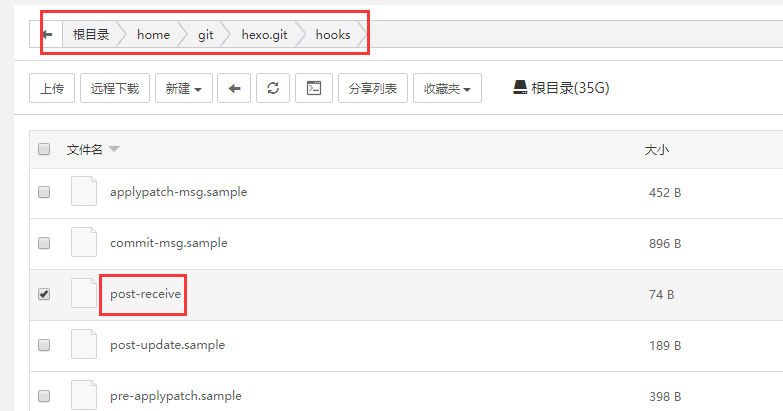 根目录 home git hexo.git hooks
上传 远程下载 新建 分享列表 收藏夹 根目录(35G)
文件名 大小
applypatch-msg.sample 452 B
commit-msg.sample 896 B
post-receive 74 B
post-update.sample 189 B
pre-applypatch.sample 398 B